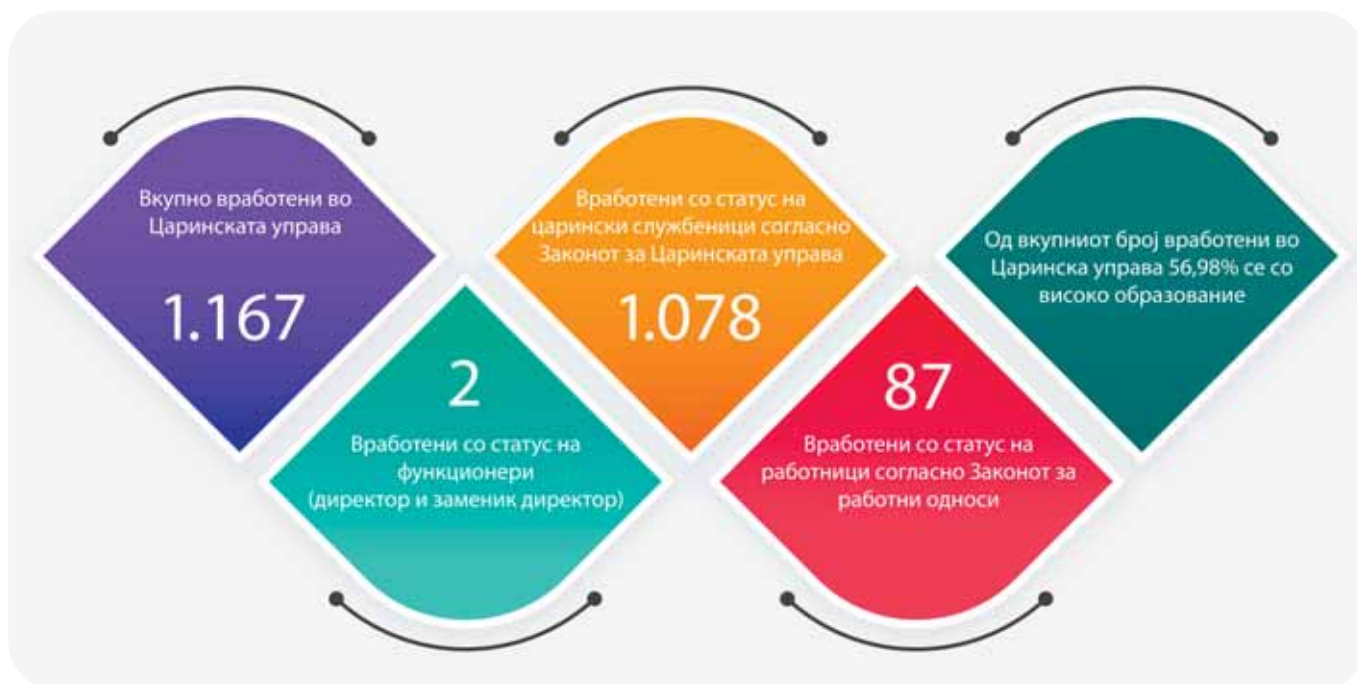 Вкупно вработени во
Царинската управа
1.167
2
Вработени со статус на
функционери
(директор и заменик директор)
Вработени со статус на
царински службеници согласно
Законот за Царинската управа
1.078
87
Вработени со статус на
работници согласно Законот за
работни односи
Од вкупниот број вработени во
Царинска управа 56,98% се со
високо образование